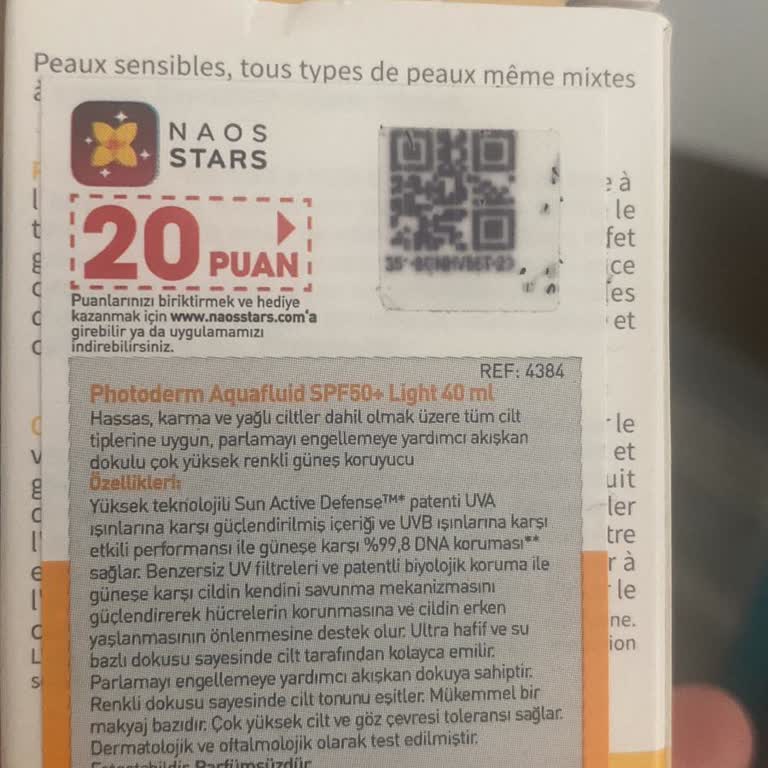 Peaux sensibles, tous types de peaux même mixtes
à
NAOS
STARS
20 PUAN
Puanlarınızı biriktirmek ve hediye
kazanmak için www.naosstars.com'a
girebilir ya da uygulamamızı
indirebilirsiniz.
REF: 4384
Photoderm Aquafluid SPF50+ Light 40 ml
Hassas, karma ve yağlı ciltler dahil olmak üzere tüm cilt
tiplerine uygun, parlamayı engellemeye yardımcı akışkan
dokulu çok yüksek renkli güneş koruyucu
Özellikleri:
Yüksek teknolojili Sun Active Defense™* patenti UVA
ışınlarına karşı güçlendirilmiş içeriği ve UVB ışınlarına karşı
etkili performansı ile güneşe karşı %99,8 DNA koruması**
sağlar. Benzersiz UV filtreleri ve patentli biyolojik koruma ile
güneşe karşı cildin kendini savunma mekanizmasını
güçlendirerek hücrelerin korunmasına ve cildin erken
yaşlanmasının önlenmesine destek olur. Ultra hafif ve su
bazlı dokusu sayesinde cilt tarafından kolayca emilir.
Parlamayı engellemeye yardımcı akışkan dokuya sahiptir.
Renkli dokusu sayesinde cilt tonunu eşitler. Mükemmel bir
makyaj bazıdır. Çok yüksek cilt ve göz çevresi toleransı sağlar.
Dermatolojik ve oftalmolojik olarak test edilmiştir.
Parfümsüzdür
à
le
et
le
et
à
le